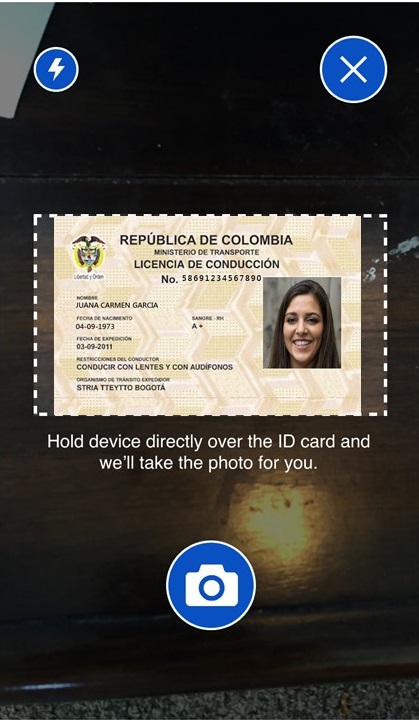 REPÚBLICA DE COLOMBIA
MINISTERIO DE TRANSPORTE
LICENCIA DE CONDUCCIÓN
No. 58691234567890
Libertad y Orden
NOMBRE
JUANA CARMEN GARCIA
FECHA DE NACIMIENTO SANGRE - RH
04-09-1973 A +
FECHA DE EXPEDICIÓN
03-09-2011
RESTRICCIONES DEL CONDUCTOR
CONDUCIR CON LENTES Y CON AUDÍFONOS
ORGANISMO DE TRÁNSITO EXPEDIDOR
STRIA TTEYTTO BOGOTÁ
Hold device directly over the ID card and
we’ll take the photo for you.